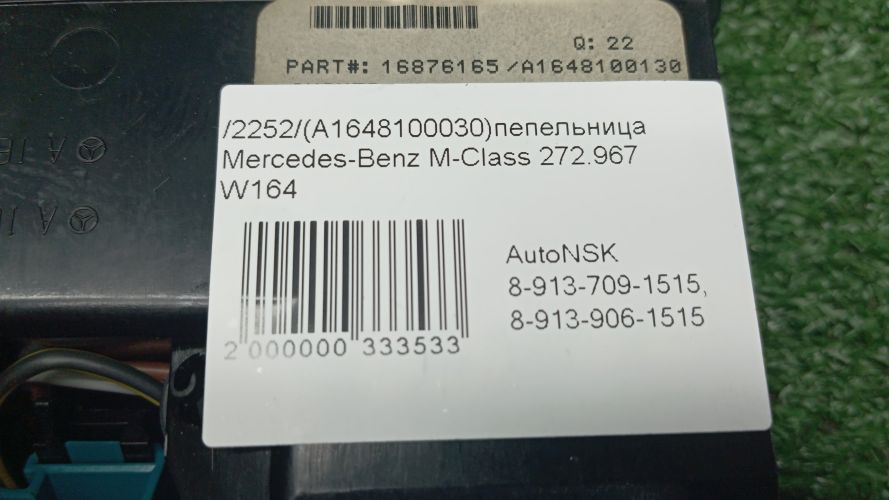 Q: 22
PART#: 16876165/A1648100130
/2252/(A1648100030)пепельница
Mercedes-Benz M-Class 272.967
W164
AutoNSK
8-913-709-1515,
8-913-906-1515
2 000000 333533
A 1